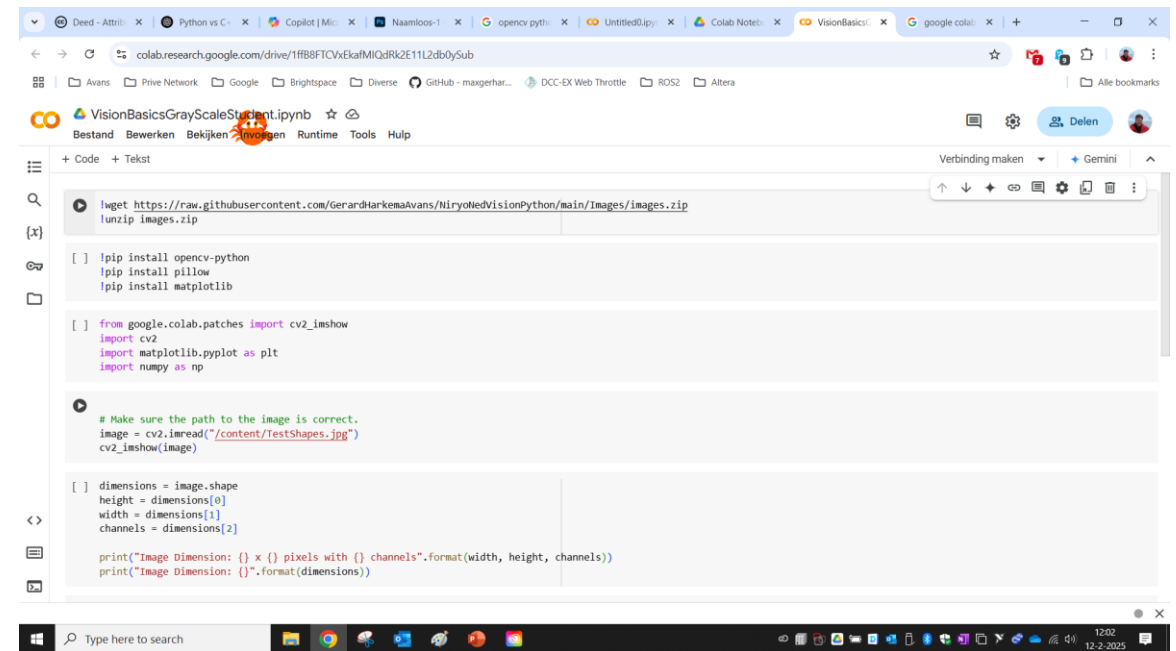 Deed - Attrib
Python vs C+
Copilot | Micr
Naamloos-1
opencv pytho
Untitled0.ipy
Colab Noteb
VisionBasicsG
google colab
colab.research.google.com/drive/1ffB8FTCVxEkafMIQdRk2E11L2db0ySub
7
9
Avans
Prive Network
Google
Brightspace
Diverse
GitHub - maxgerhar...
DCC-EX Web Throttle
ROS2
Altera
Alle bookmarks
VisionBasicsGrayScaleStudent.ipynb
Bestand Bewerken Bekijken Invoegen Runtime Tools Hulp
Delen
+ Code + Tekst
Verbinding maken
Gemini
!wget https://raw.githubusercontent.com/GerardHarkemaAvans/NiryoNedVisionPython/main/Images/images.zip
!unzip images.zip
{x}
[ ] !pip install opencv-python
!pip install pillow
!pip install matplotlib
[ ] from google.colab.patches import cv2_imshow
import cv2
import matplotlib.pyplot as plt
import numpy as np
# Make sure the path to the image is correct.
image = cv2.imread("/content/TestShapes.jpg")
cv2_imshow(image)
[ ] dimensions = image.shape
height = dimensions[0]
width = dimensions[1]
channels = dimensions[2]
print("Image Dimension: {} x {} pixels with {} channels".format(width, height, channels))
print("Image Dimension: {}".format(dimensions))
Type here to search
12:02
12-2-2025